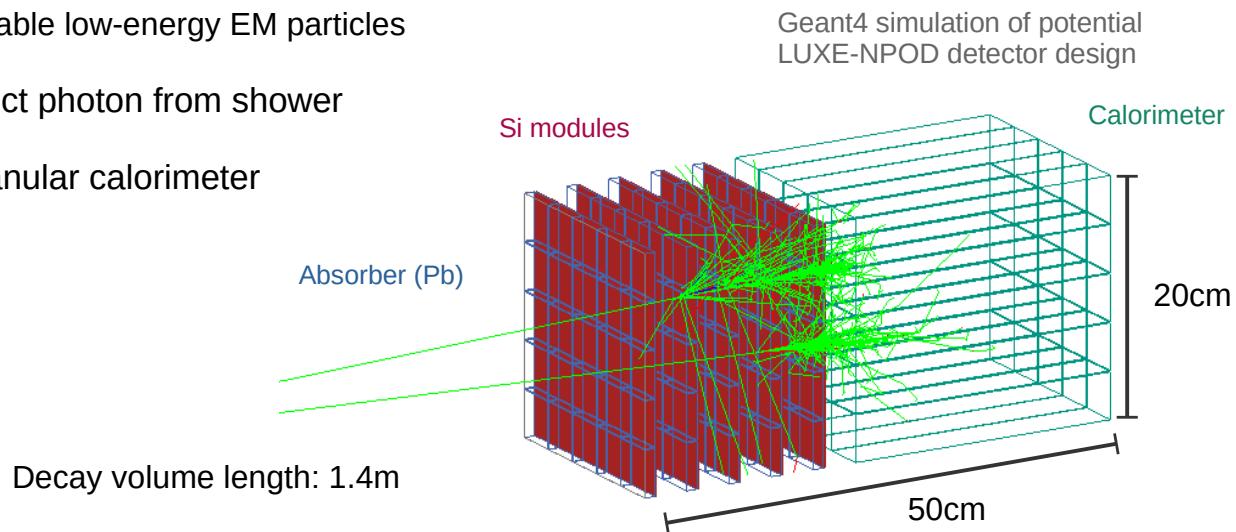 able low-energy EM particles
ct photon from shower
anular calorimeter
Geant4 simulation of potential
LUXE-NPOD detector design
Si modules
Calorimeter
Absorber (Pb)
20cm
Decay volume length: 1.4m
50cm